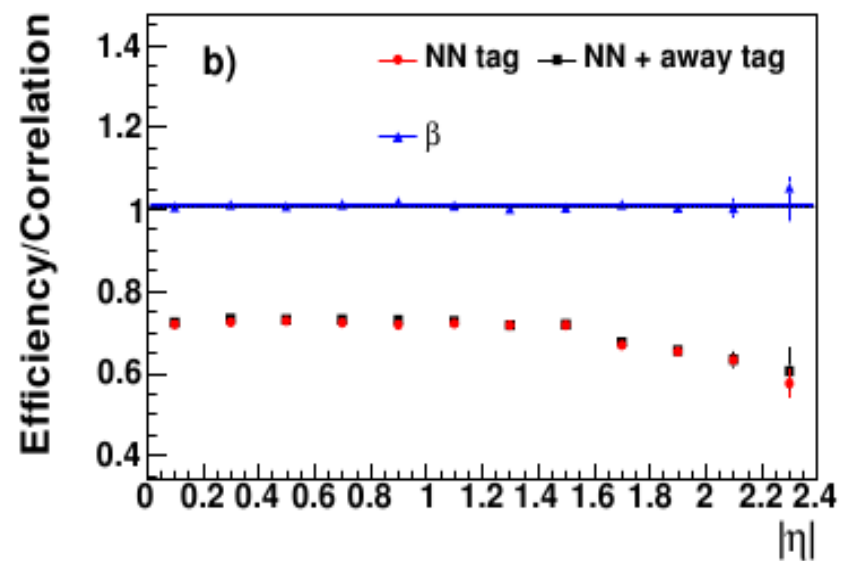 b)
NN tag
NN + away tag
β
Efficiency/Correlation
1.4
1.2
1
0.8
0.6
0.4
0 0.2 0.4 0.6 0.8 1 1.2 1.4 1.6 1.8 2 2.2 2.4
|η|